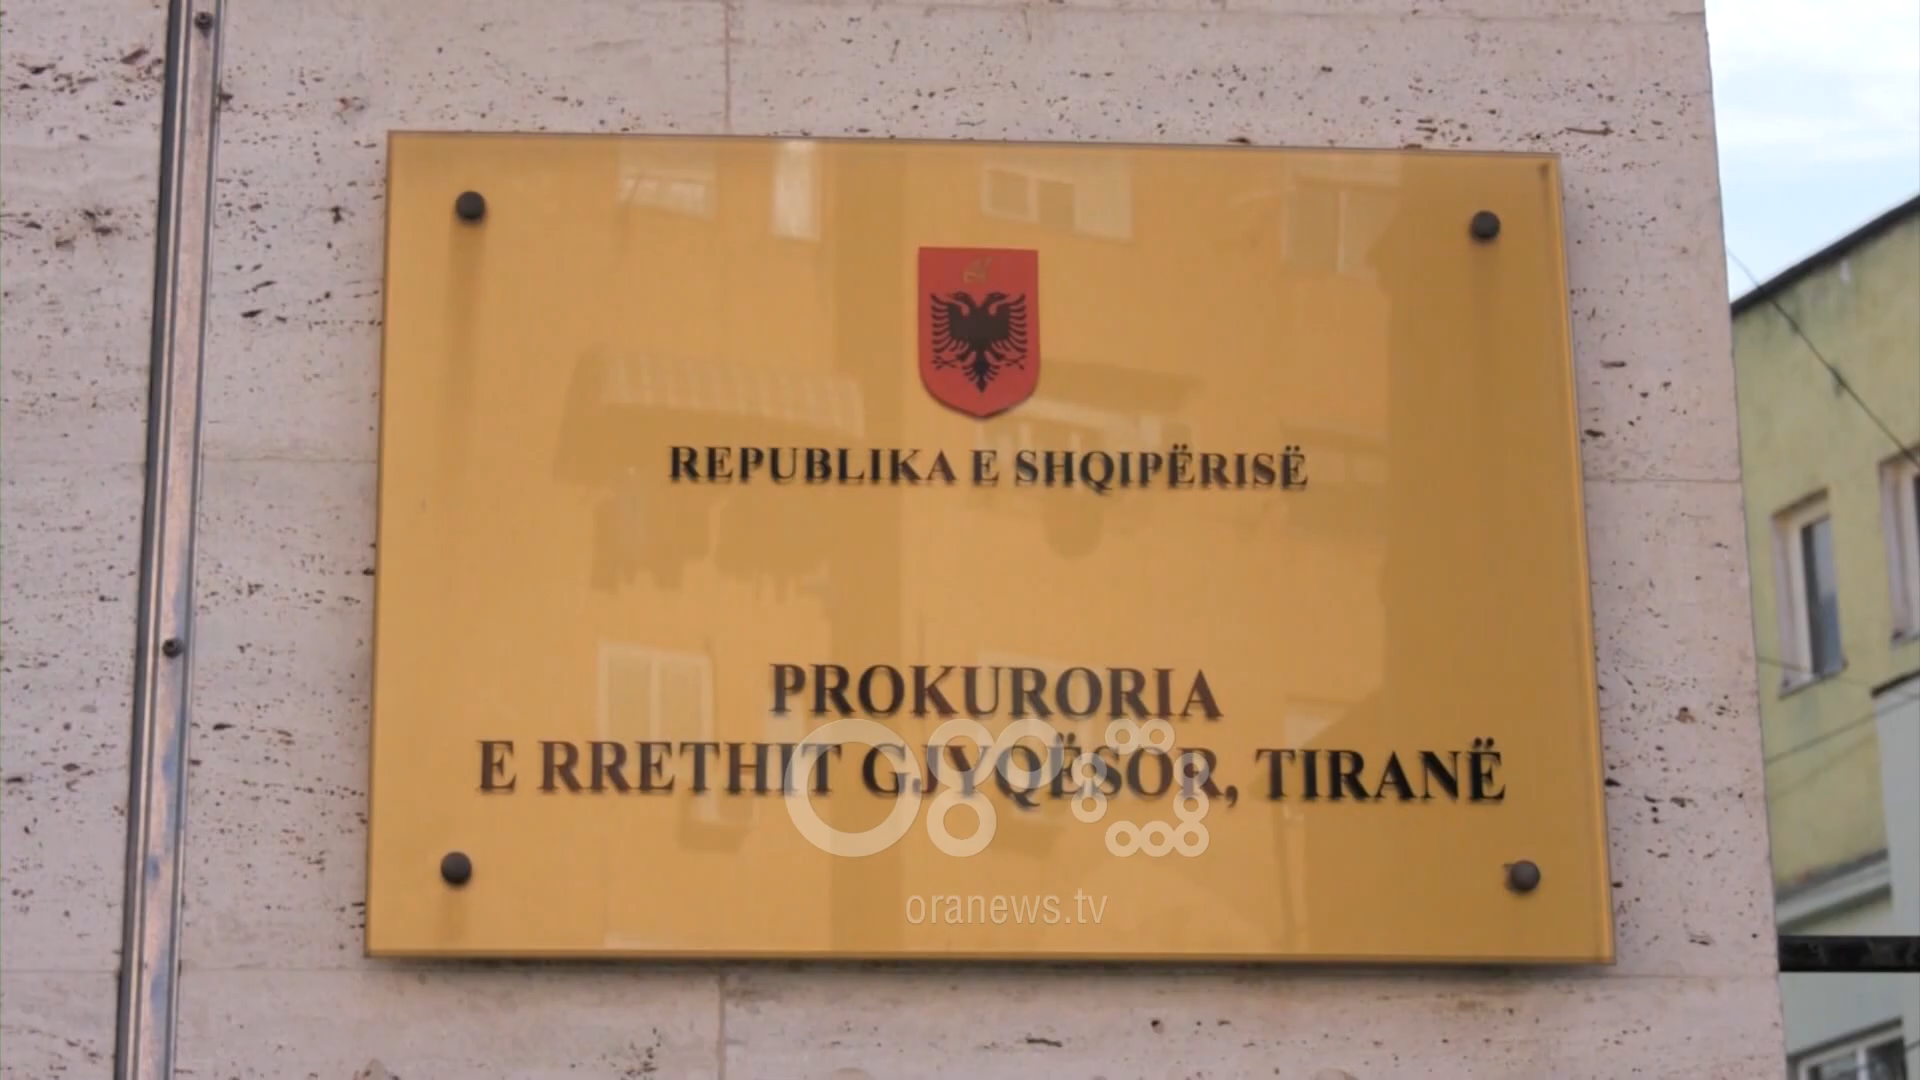 REPUBLIKA E SHQIPËRISË
PROKURORIA
E RRETHIT GJYQËSOR, TIRANË
oranews.tv